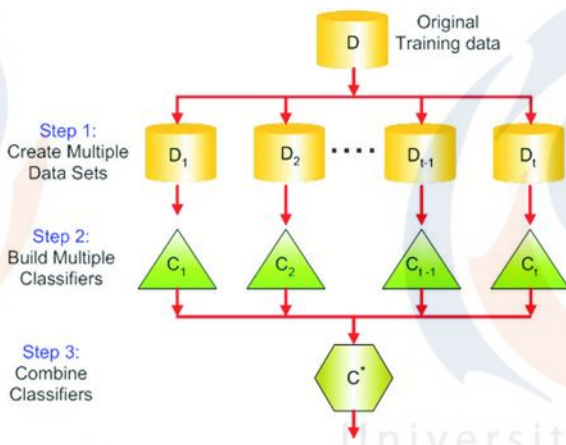 D
Original
Training data
Step 1:
Create Multiple
Data Sets
D1
D2
....
Dt-1
Dt
Step 2:
Build Multiple
Classifiers
C1
C2
Ct-1
Ct
Step 3:
Combine
Classifiers
C*
Universit